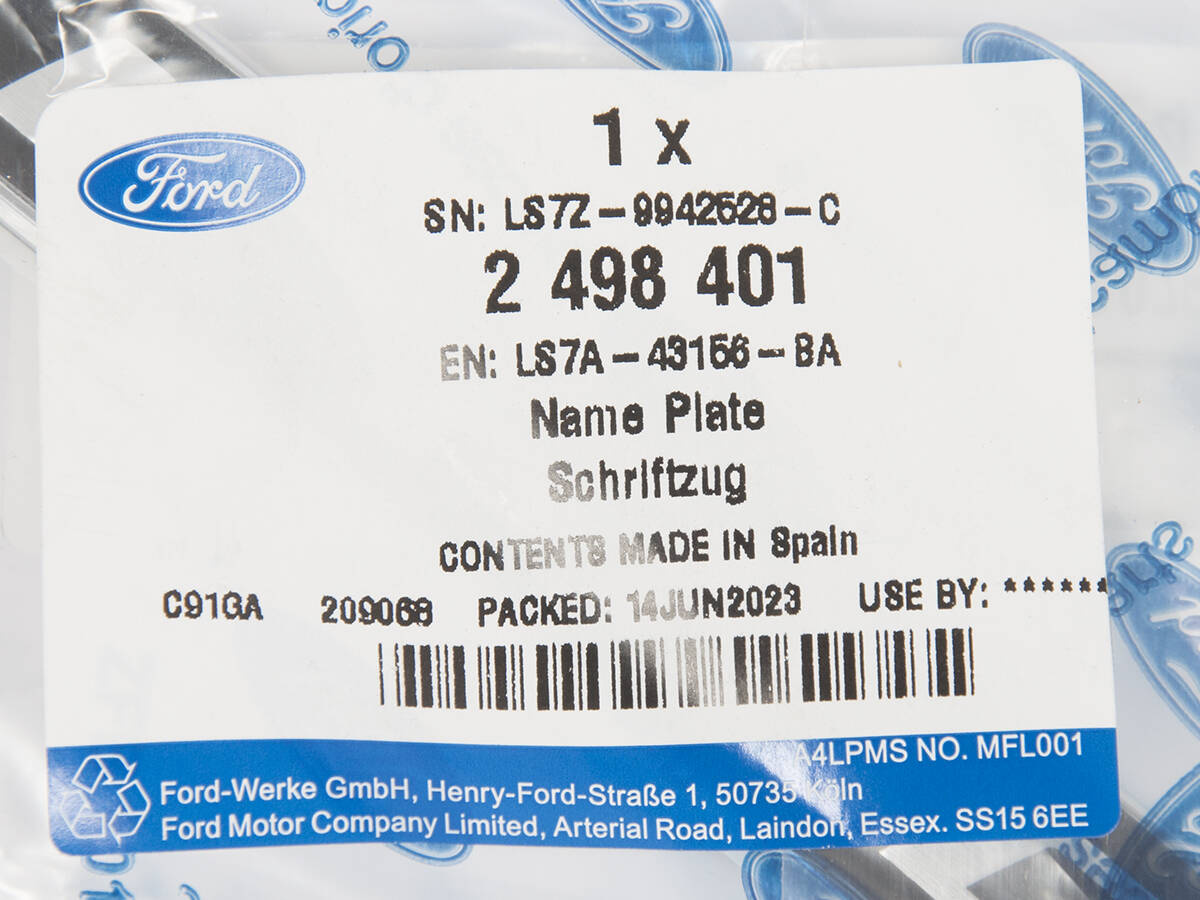 Ford
1 x
SN: LS7Z-9942528-C
2 498 401
EN: LS7A-43156-BA
Name Plate
Schriftzug
CONTENTS MADE IN Spain
C91GA 209068 PACKED: 14JUN2023 USE BY: ******
A4LPMS NO. MFL001
Ford-Werke GmbH, Henry-Ford-Straße 1, 50735 Köln
Ford Motor Company Limited, Arterial Road, Laindon, Essex. SS15 6EE